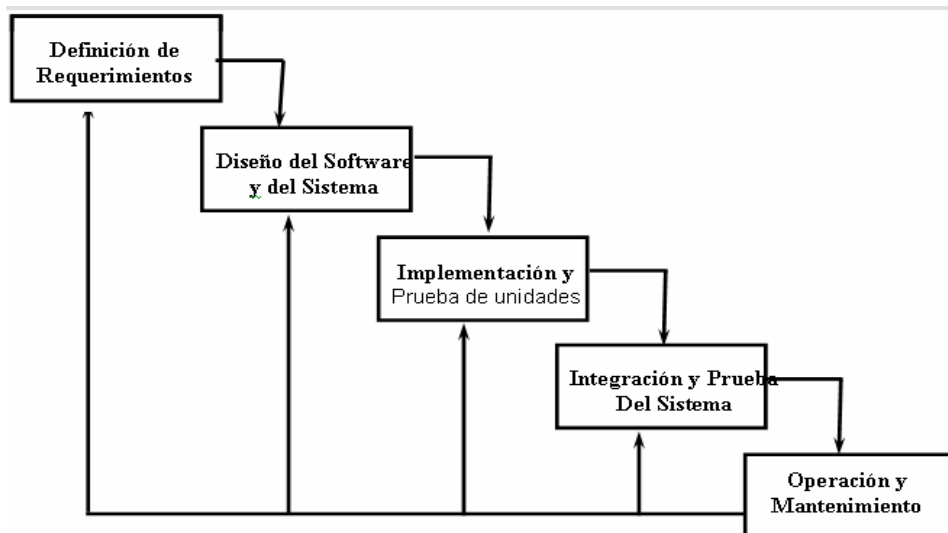 Definición de
Requerimientos
Diseño del Software
y del Sistema
Implementación y
Prueba de unidades
Integración y Prueba
Del Sistema
Operación y
Mantenimiento